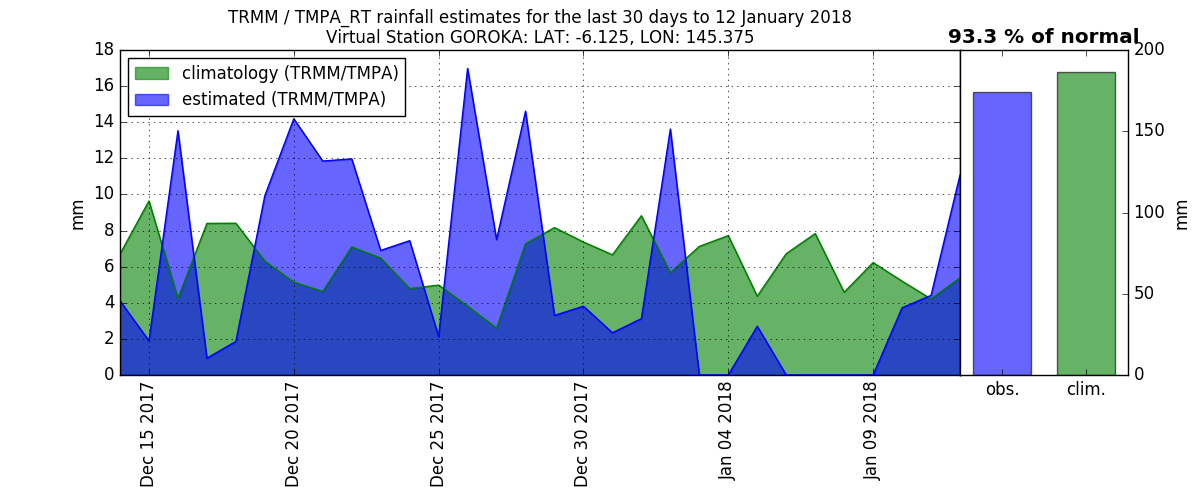 TRMM / TMPA_RT rainfall estimates for the last 30 days to 12 January 2018
Virtual Station GOROKA: LAT: -6.125, LON: 145.375
93.3 % of normal
climatology (TRMM/TMPA)
estimated (TRMM/TMPA)
18
16
14
12
10
8
6
4
2
0
mm
Dec 15 2017
Dec 20 2017
Dec 25 2017
Dec 30 2017
Jan 04 2018
Jan 09 2018
obs.
clim.
200
150
100
50
0
mm